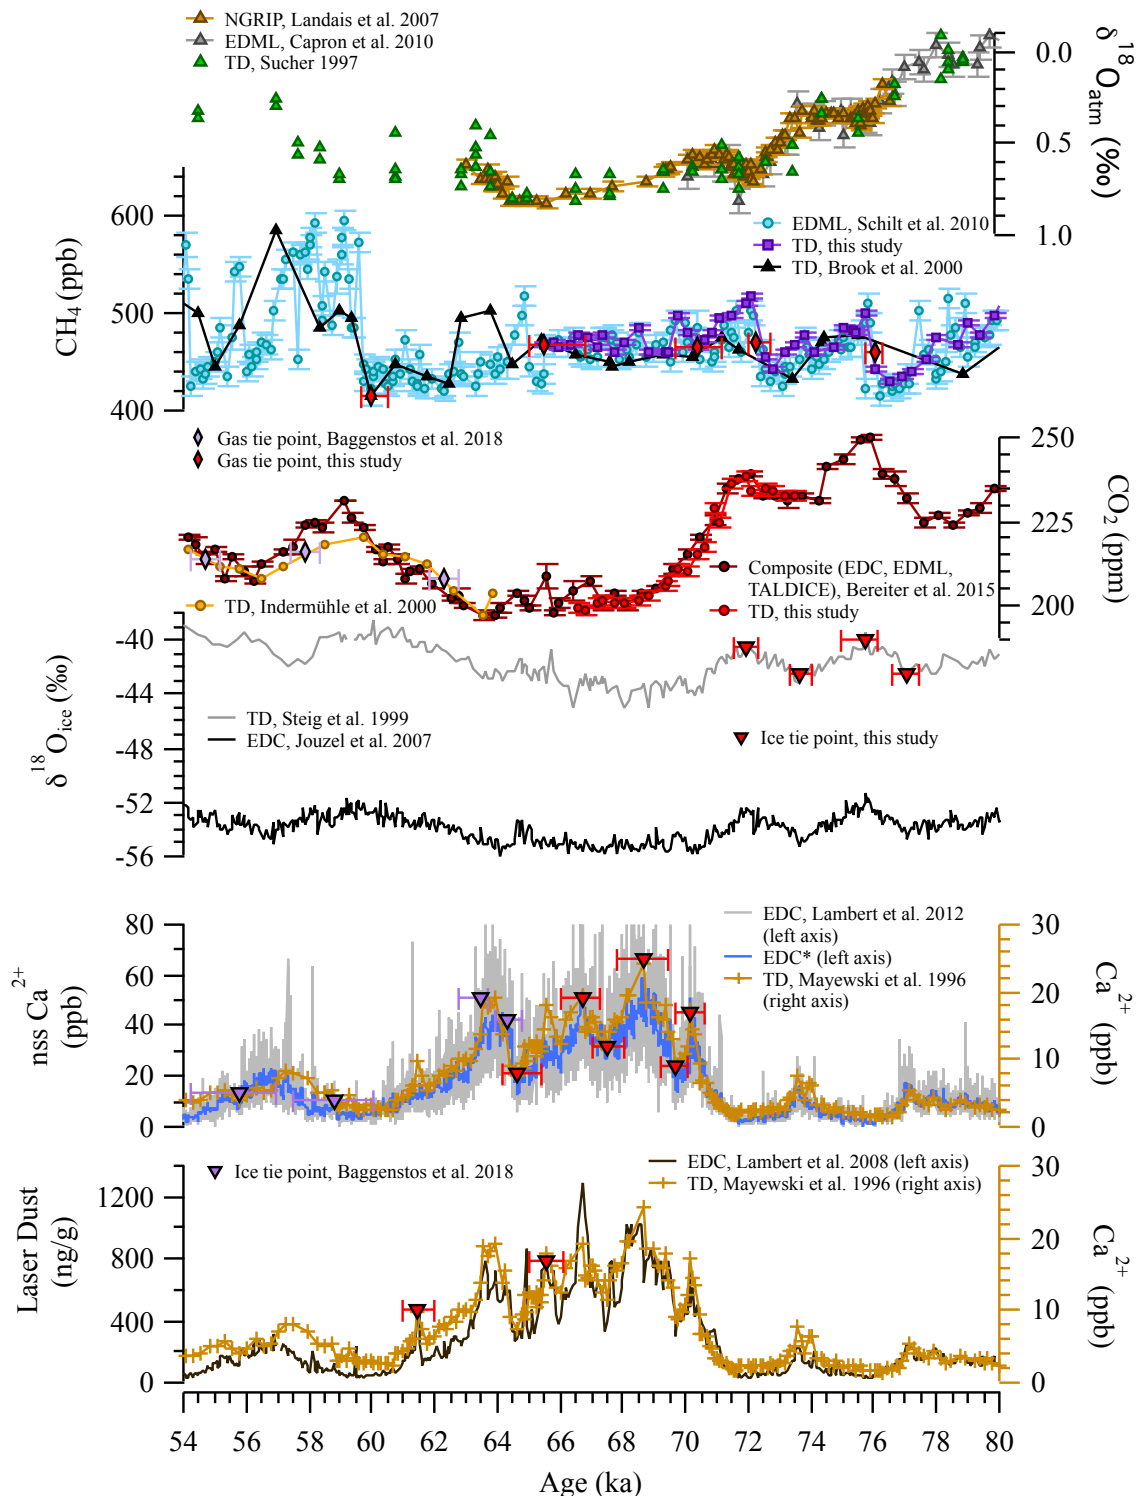 NGRIP, Landais et al. 2007
EDML, Capron et al. 2010
TD, Sucher 1997
0.0
0.5
1.0
δ18Oatm (‰)
600
500
400
CH4 (ppb)
EDML, Schilt et al. 2010
TD, this study
TD, Brook et al. 2000
Gas tie point, Baggenstos et al. 2018
Gas tie point, this study
250
225
200
CO2 (ppm)
Composite (EDC, EDML,
TALDICE), Bereiter et al. 2015
TD, this study
TD, Indermühle et al. 2000
-40
-44
-48
-52
-56
δ18Oice (‰)
TD, Steig et al. 1999
EDC, Jouzel et al. 2007
Ice tie point, this study
80
60
40
20
0
nss Ca2+
(ppb)
EDC, Lambert et al. 2012
(left axis)
EDC* (left axis)
TD, Mayewski et al. 1996
(right axis)
30
20
10
0
Ca2+
(ppb)
Ice tie point, Baggenstos et al. 2018
EDC, Lambert et al. 2008 (left axis)
TD, Mayewski et al. 1996 (right axis)
1200
800
400
0
Laser Dust
(ng/g)
30
20
10
0
Ca2+
(ppb)
54 56 58 60 62 64 66 68 70 72 74 76 78 80
Age (ka)